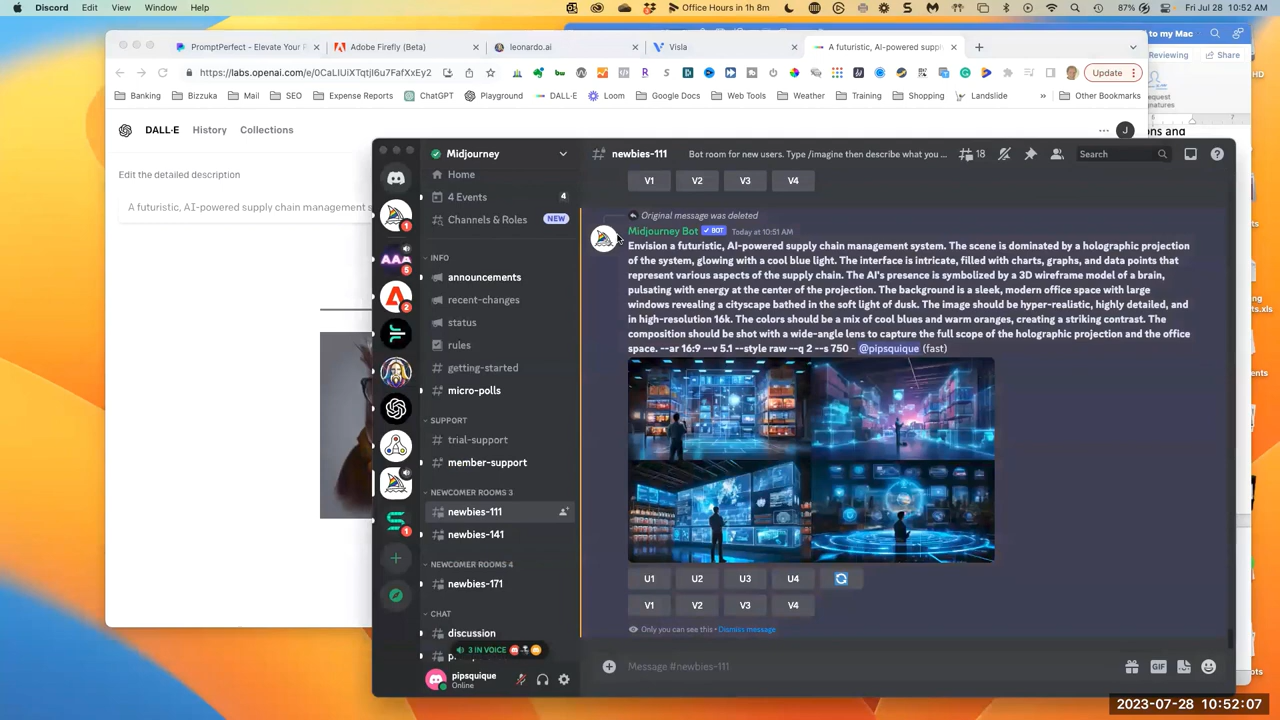 Discord Edit View Window Help
Office Hours in 1h 8m
87%
Fri Jul 28 10:52 AM
PromptPerfect - Elevate Your F
Adobe Firefly (Beta)
leonardo.ai
Visla
A futuristic, AI-powered suppl
to my Mac
https://labs.openai.com/e/0CaLIUiXTqtjI6u7FafXxEy2
Update
Reviewing
Share
Banking Bizzuka Mail SEO Expense Reports ChatGPT Playground DALL-E Loom Google Docs Web Tools Weather Training Shopping Landslide » Other Bookmarks
equest
gnatures
DALL·E History Collections
J
ons and
Edit the detailed description
A futuristic, AI-powered supply chain management s
Midjourney
Home
4 Events
4
Channels & Roles
NEW
INFO
announcements
recent-changes
status
rules
getting-started
micro-polls
SUPPORT
trial-support
member-support
NEWCOMER ROOMS 3
newbies-111
newbies-141
NEWCOMER ROOMS 4
newbies-171
CHAT
discussion
3 IN VOICE
pipsquique
Online
newbies-111
Bot room for new users. Type /imagine then describe what you ...
18
Search
V1 V2 V3 V4
Original message was deleted
Midjourney Bot BOT Today at 10:51 AM
Envision a futuristic, AI-powered supply chain management system. The scene is dominated by a holographic projection
of the system, glowing with a cool blue light. The interface is intricate, filled with charts, graphs, and data points that
represent various aspects of the supply chain. The AI's presence is symbolized by a 3D wireframe model of a brain,
pulsating with energy at the center of the projection. The background is a sleek, modern office space with large
windows revealing a cityscape bathed in the soft light of dusk. The image should be hyper-realistic, highly detailed, and
in high-resolution 16k. The colors should be a mix of cool blues and warm oranges, creating a striking contrast. The
composition should be shot with a wide-angle lens to capture the full scope of the holographic projection and the office
space. --ar 16:9 --v 5.1 --style raw --q 2 --s 750 - @pipsquique (fast)
U1 U2 U3 U4
V1 V2 V3 V4
Only you can see this • Dismiss message
Message #newbies-111
GIF
2023-07-28 10:52:07